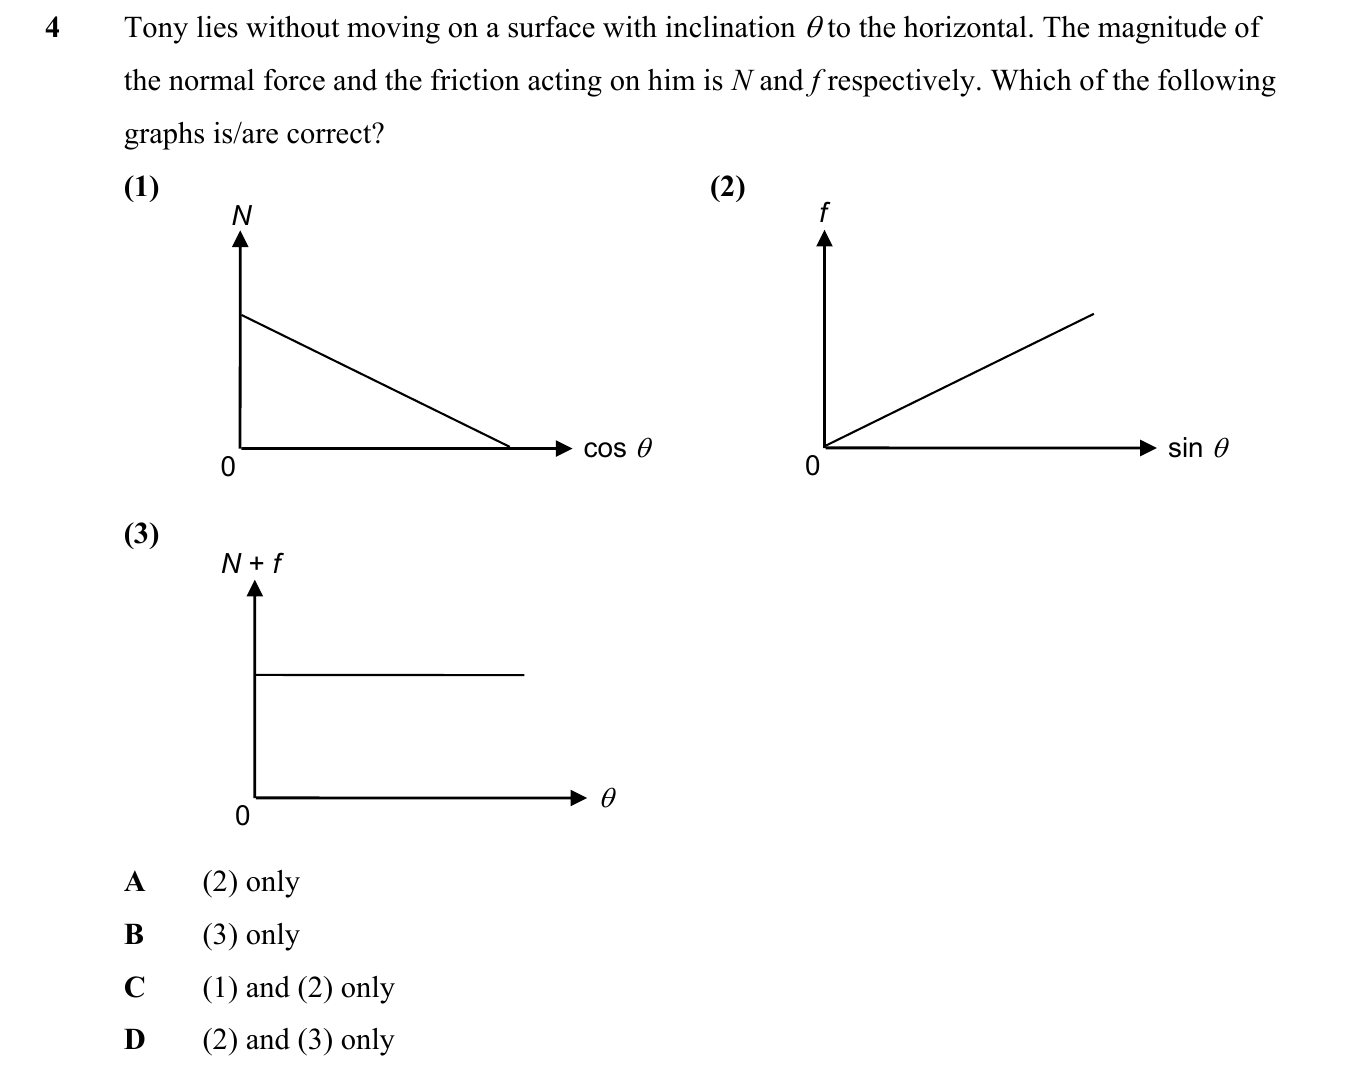 4 Tony lies without moving on a surface with inclination θ to the horizontal. The magnitude of
the normal force and the friction acting on him is N and f respectively. Which of the following
graphs is/are correct?
(1) (2)
N
f
cos θ
0
sin θ
0
(3)
N + f
θ
0
A (2) only
B (3) only
C (1) and (2) only
D (2) and (3) only